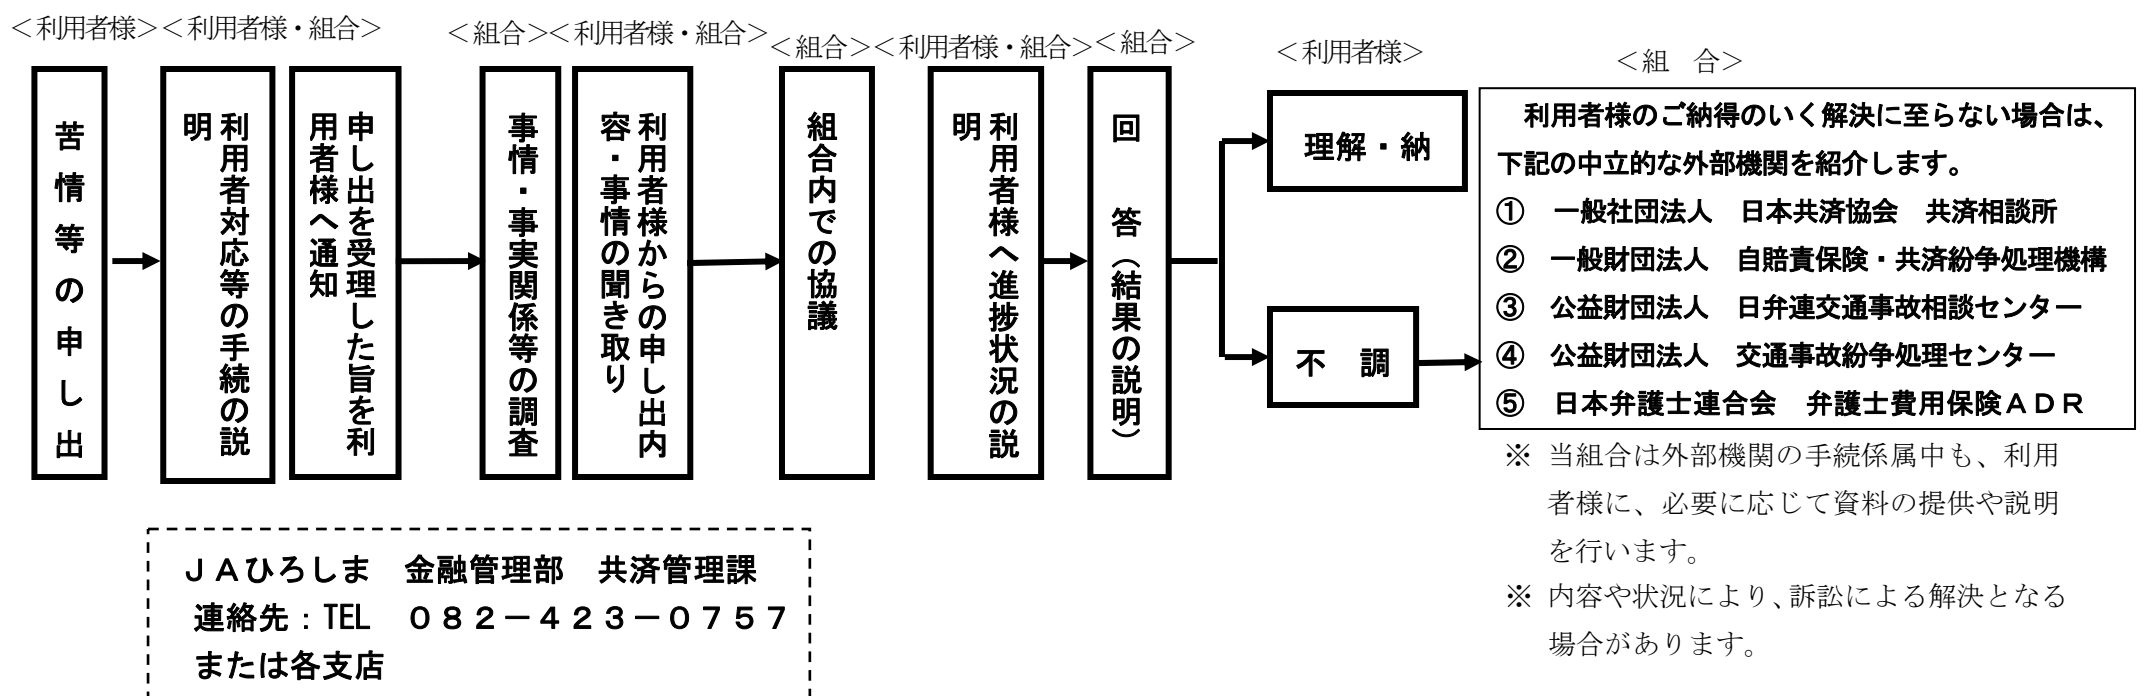 ＜利用者様＞＜利用者様・組合＞
＜組合＞＜利用者様・組合＞
＜組合＞＜利用者様・組合＞
＜組合＞
＜利用者様＞
＜組　合＞
苦情等の申し出
利用者対応等の手続の説
明
申し出を受理した旨を利
用者様へ通知
事情・事実関係等の調査
利用者様からの申し出内
容・事情の聞き取り
組合内での協議
利用者様へ進捗状況の説
明
回　答（結果の説明）
理解・納
不　調
利用者様のご納得のいく解決に至らない場合は、
下記の中立的な外部機関を紹介します。
①　一般社団法人　日本共済協会　共済相談所
②　一般財団法人　自賠責保険・共済紛争処理機構
③　公益財団法人　日弁連交通事故相談センター
④　公益財団法人　交通事故紛争処理センター
⑤　日本弁護士連合会　弁護士費用保険ＡＤＲ
※ 当組合は外部機関の手続係属中も、利用
者様に、必要に応じて資料の提供や説明
を行います。
※ 内容や状況により、訴訟による解決となる
場合があります。
ＪＡひろしま　金融管理部　共済管理課
連絡先：TEL　０８２－４２３－０７５７
または各支店